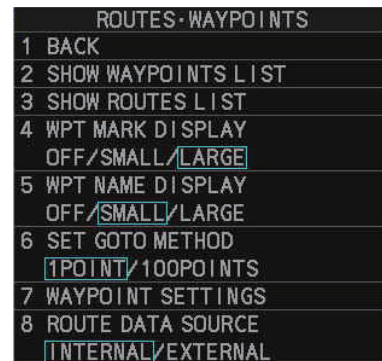 ROUTES·WAYPOINTS
1 BACK
2 SHOW WAYPOINTS LIST
3 SHOW ROUTES LIST
4 WPT MARK DISPLAY
OFF/SMALL/LARGE
5 WPT NAME DISPLAY
OFF/SMALL/LARGE
6 SET GOTO METHOD
1POINT/100POINTS
7 WAYPOINT SETTINGS
8 ROUTE DATA SOURCE
INTERNAL/EXTERNAL